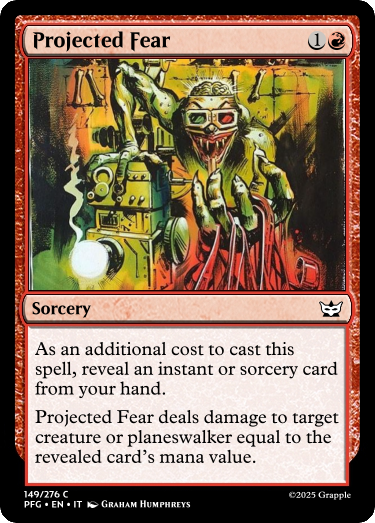 Projected Fear 1
Sorcery
As an additional cost to cast this
spell, reveal an instant or sorcery card
from your hand.
Projected Fear deals damage to target
creature or planeswalker equal to the
revealed card's mana value.
149/276 C
PFG • EN • IT Graham Humphreys
©2025 Grapple